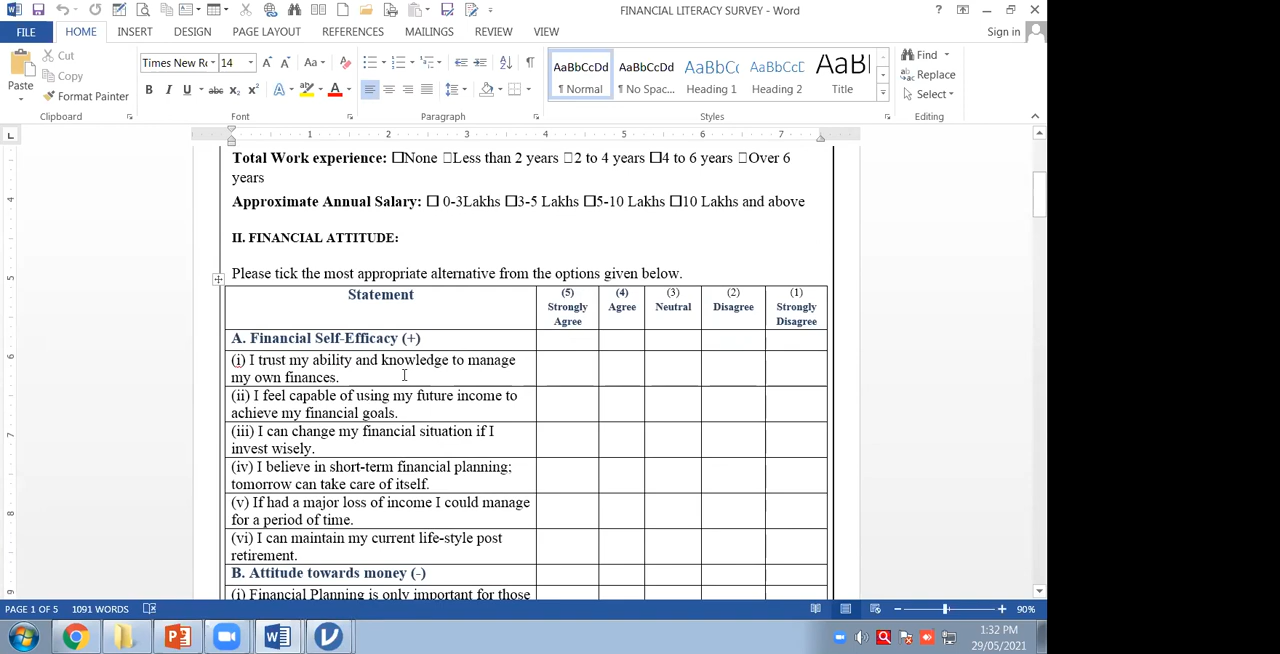 FINANCIAL LITERACY SURVEY - Word
Sign in
FILE HOME INSERT DESIGN PAGE LAYOUT REFERENCES MAILINGS REVIEW VIEW
Paste
Cut
Copy
Format Painter
Clipboard
Times New Ro 14
Font
Paragraph
AaBbCcDd AaBbCcDd AaBbCc AaBbCcD AaBl
¶ Normal ¶ No Spac... Heading 1 Heading 2 Title
Styles
Find
Replace
Select
Editing
1 2 3 4 5 6 7
Total Work experience: ☐None ☐Less than 2 years ☐2 to 4 years ☐4 to 6 years ☐Over 6
years
Approximate Annual Salary: ☐ 0-3Lakhs ☐3-5 Lakhs ☐5-10 Lakhs ☐10 Lakhs and above
II. FINANCIAL ATTITUDE:
Please tick the most appropriate alternative from the options given below.
Statement
(5) Strongly Agree
(4) Agree
(3) Neutral
(2) Disagree
(1) Strongly Disagree
A. Financial Self-Efficacy (+)
(i) I trust my ability and knowledge to manage
my own finances.
(ii) I feel capable of using my future income to
achieve my financial goals.
(iii) I can change my financial situation if I
invest wisely.
(iv) I believe in short-term financial planning;
tomorrow can take care of itself.
(v) If had a major loss of income I could manage
for a period of time.
(vi) I can maintain my current life-style post
retirement.
B. Attitude towards money (-)
(i) Financial Planning is only important for those
PAGE 1 OF 5 1091 WORDS
90%
1:32 PM
29/05/2021